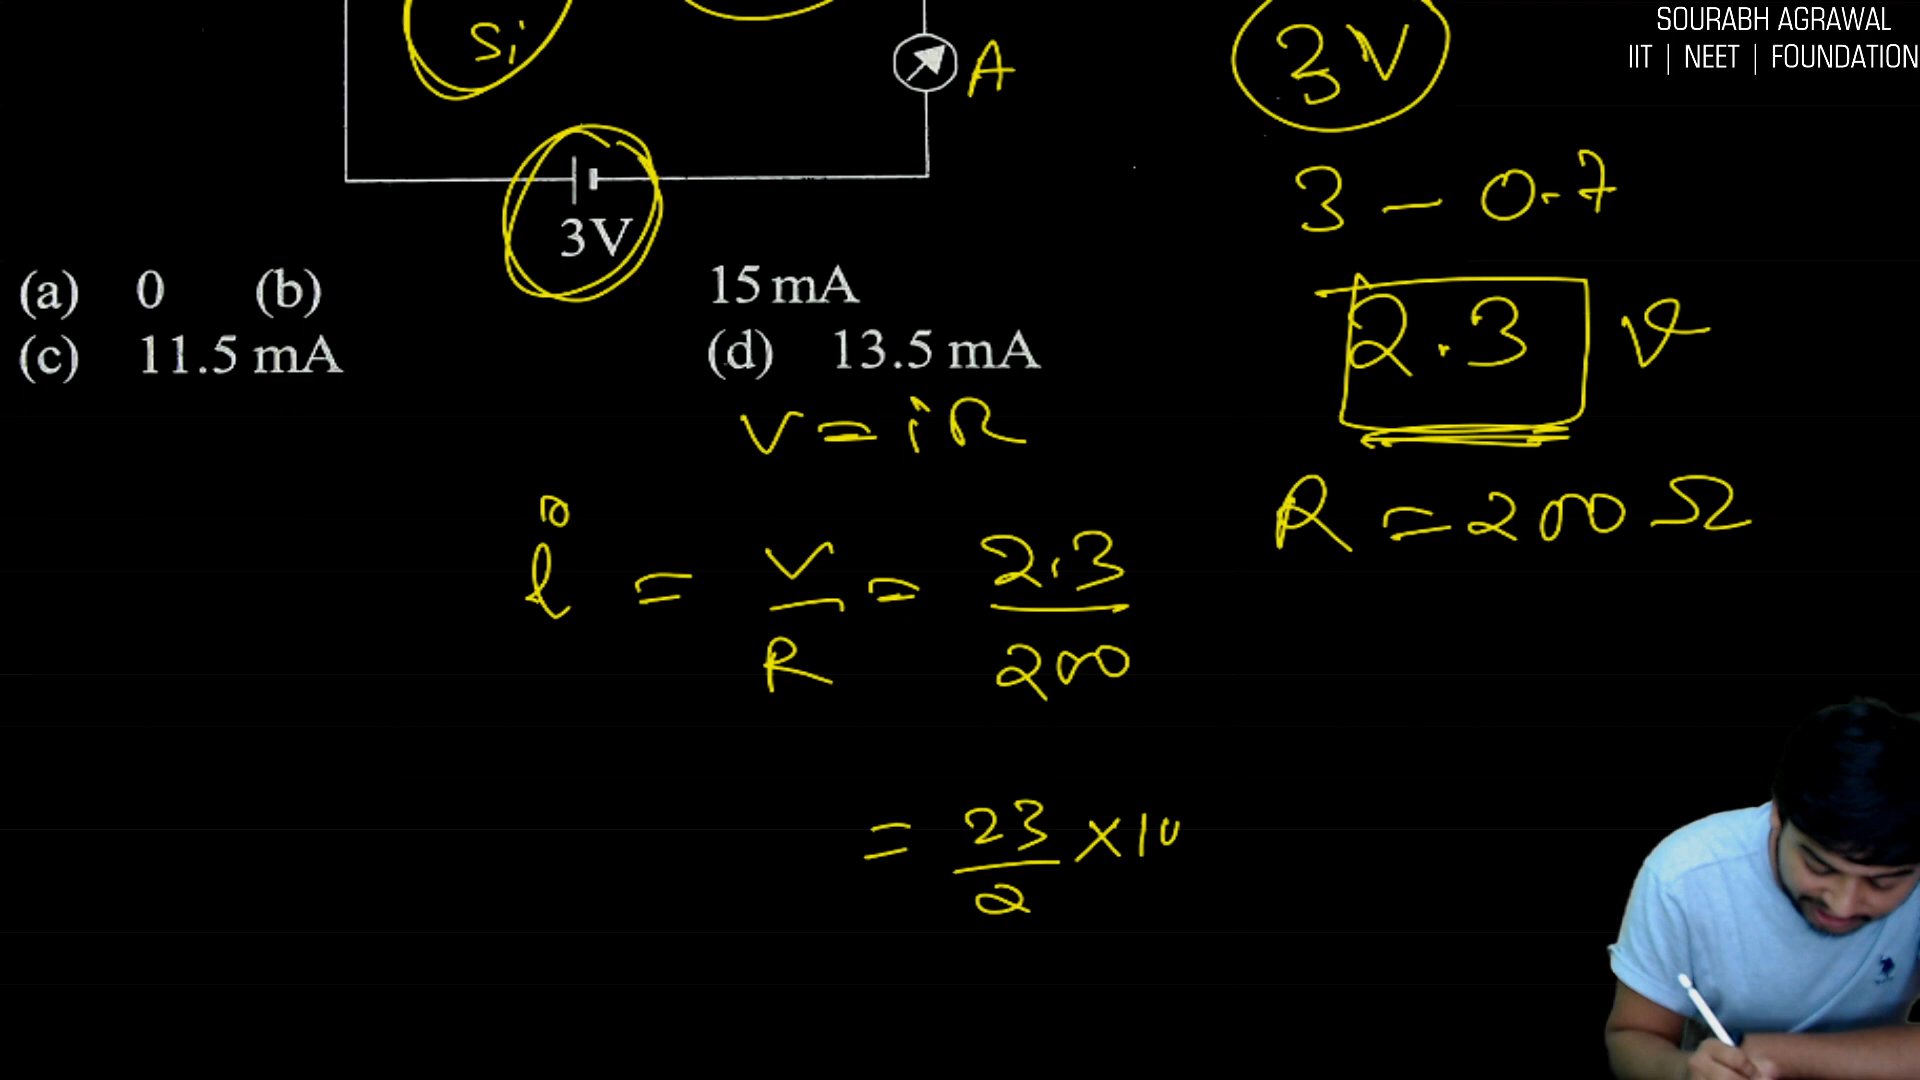 SOURABH AGRAWAL
IIT | NEET | FOUNDATION
Si
A
3V
3V
3 - 0.7
2.3 V
(a) 0 (b) 15 mA
(c) 11.5 mA (d) 13.5 mA
V = iR
R = 200 Ω
i = V/R = 2.3/200
= 23/2 × 10